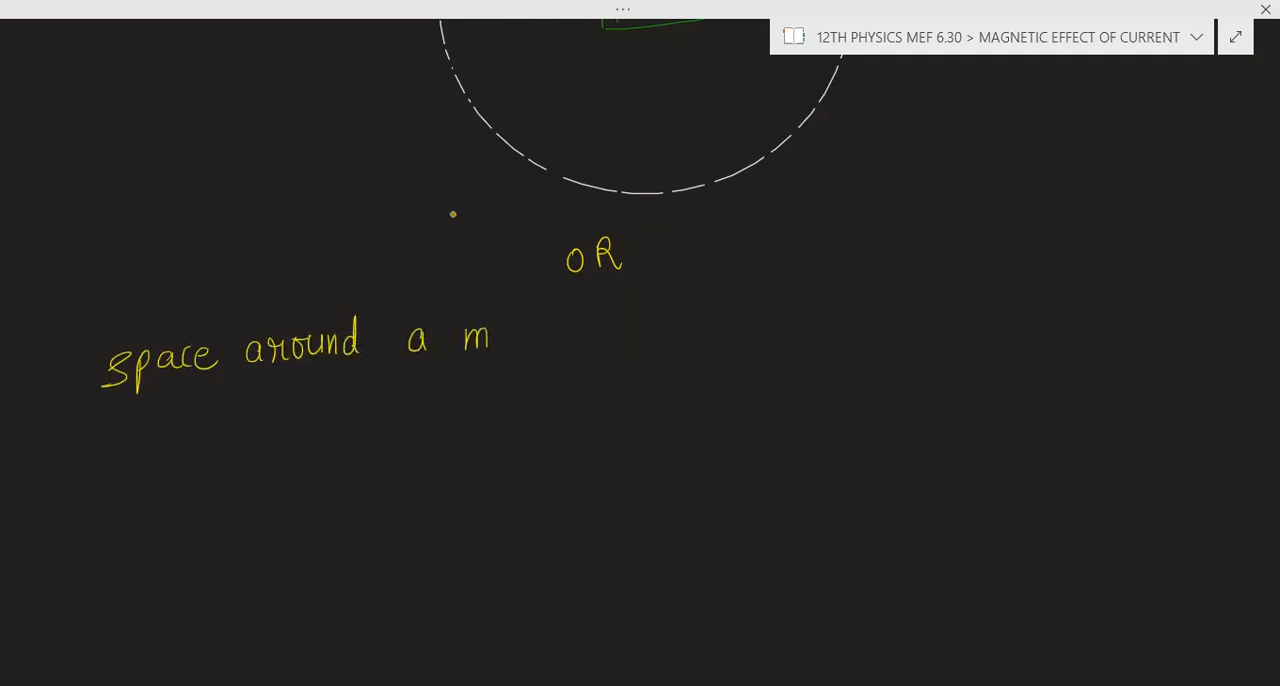 12TH PHYSICS MEF 6.30 > MAGNETIC EFFECT OF CURRENT
OR
space around a m